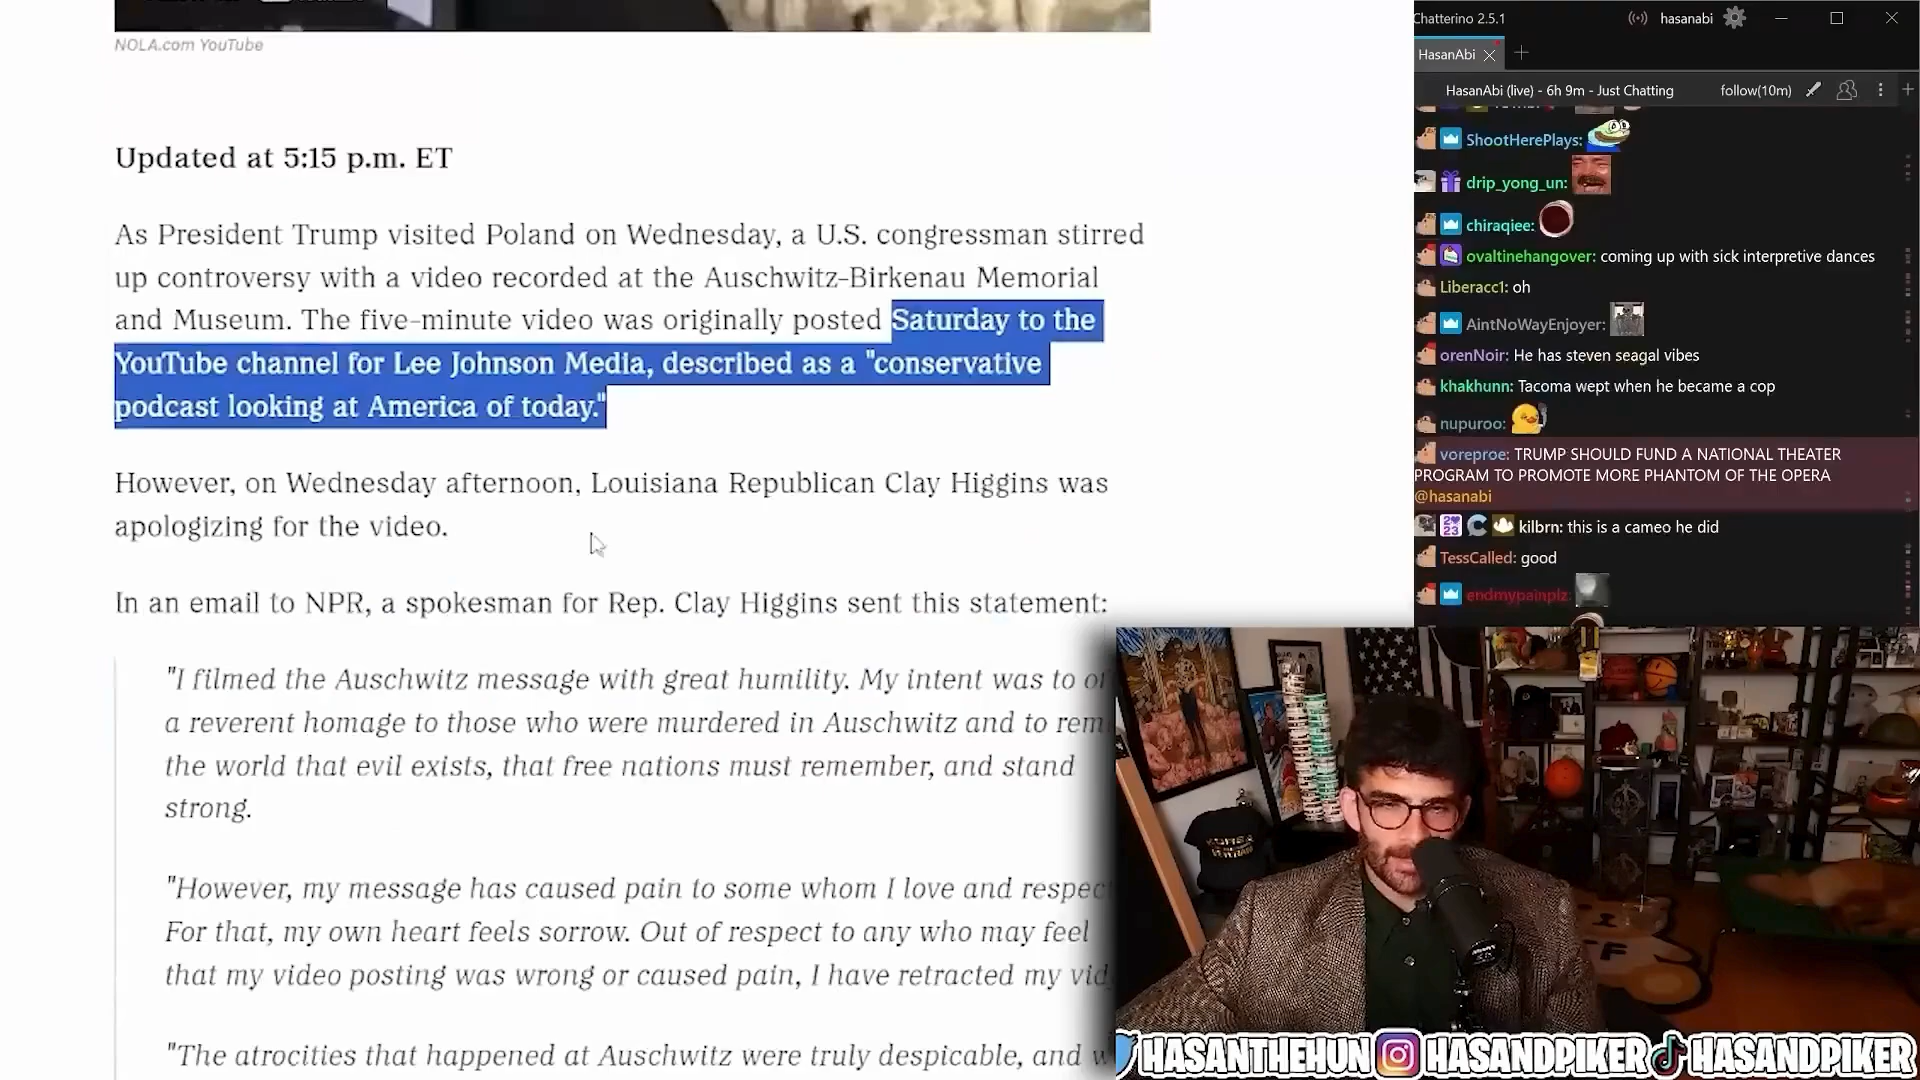 NOLA.com YouTube
Updated at 5:15 p.m. ET
As President Trump visited Poland on Wednesday, a U.S. congressman stirred
up controversy with a video recorded at the Auschwitz-Birkenau Memorial
and Museum. The five-minute video was originally posted Saturday to the
YouTube channel for Lee Johnson Media, described as a "conservative
podcast looking at America of today."
However, on Wednesday afternoon, Louisiana Republican Clay Higgins was
apologizing for the video.
In an email to NPR, a spokesman for Rep. Clay Higgins sent this statement:
"I filmed the Auschwitz message with great humility. My intent was to
a reverent homage to those who were murdered in Auschwitz and to
the world that evil exists, that free nations must remember, and stand
strong.
"However, my message has caused pain to some whom I love and respec
For that, my own heart feels sorrow. Out of respect to any who may feel
that my video posting was wrong or caused pain, I have retracted my
"The atrocities that happened at Auschwitz were truly despicable, and
Chatterino 2.5.1
hasanabi
HasanAbi
HasanAbi (live) - 6h 9m - Just Chatting
follow(10m)
ShootHerePlays:
drip_yong_un:
chiraqiee:
ovaltinehangover: coming up with sick interpretive dances
Liberacc1: oh
AintNoWayEnjoyer:
orenNoir: He has steven seagal vibes
khakhunn: Tacoma wept when he became a cop
nupuroo:
voreproe: TRUMP SHOULD FUND A NATIONAL THEATER
PROGRAM TO PROMOTE MORE PHANTOM OF THE OPERA
@hasanabi
kilbrn: this is a cameo he did
TessCalled: good
endmypainplz:
HASANTHEHUN HASANDPIKER HASANDPIKER